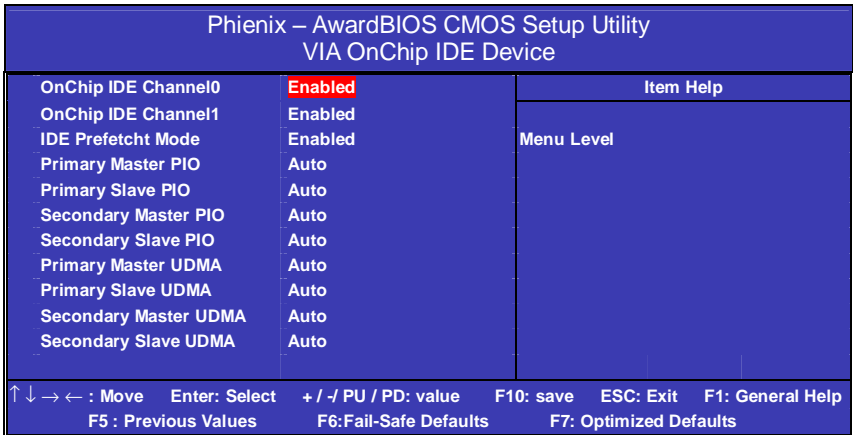 Phienix – AwardBIOS CMOS Setup Utility
VIA OnChip IDE Device
OnChip IDE Channel0 Enabled Item Help
OnChip IDE Channel1 Enabled
IDE Prefetcht Mode Enabled Menu Level
Primary Master PIO Auto
Primary Slave PIO Auto
Secondary Master PIO Auto
Secondary Slave PIO Auto
Primary Master UDMA Auto
Primary Slave UDMA Auto
Secondary Master UDMA Auto
Secondary Slave UDMA Auto
↑↓→← : Move Enter: Select + / -/ PU / PD: value F10: save ESC: Exit F1: General Help
F5 : Previous Values F6:Fail-Safe Defaults F7: Optimized Defaults